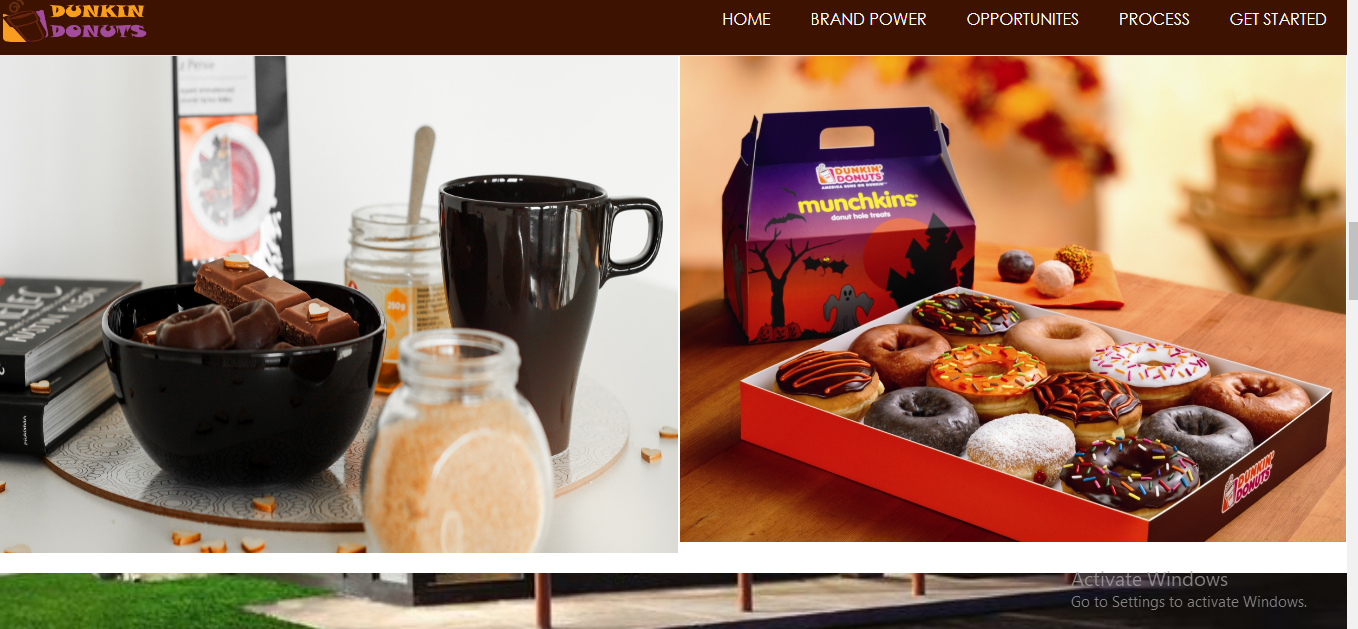 DUNKIN
DONUTS
HOME
BRAND POWER
OPPORTUNITES
PROCESS
GET STARTED
250g
DUNKIN'
DONUTS
AMERICA RUNS ON DUNKIN'
munchkins
donut hole treats
DUNKIN'
DONUTS
Activate Windows
Go to Settings to activate Windows.